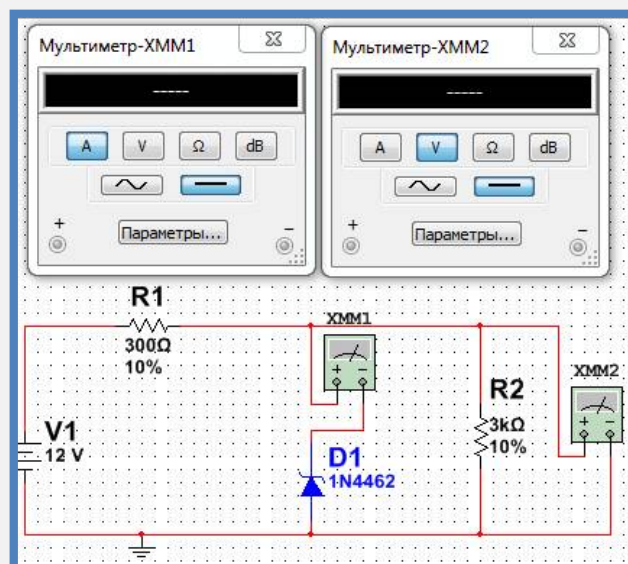 Мультиметр-XMM1
Мультиметр-XMM2
-----
-----
A V Ω dB
A V Ω dB
+ Параметры... −
+ Параметры... −
R1
300Ω
10%
XMM1
+ −
V1
12 V
D1
1N4462
R2
3kΩ
10%
XMM2
+ −